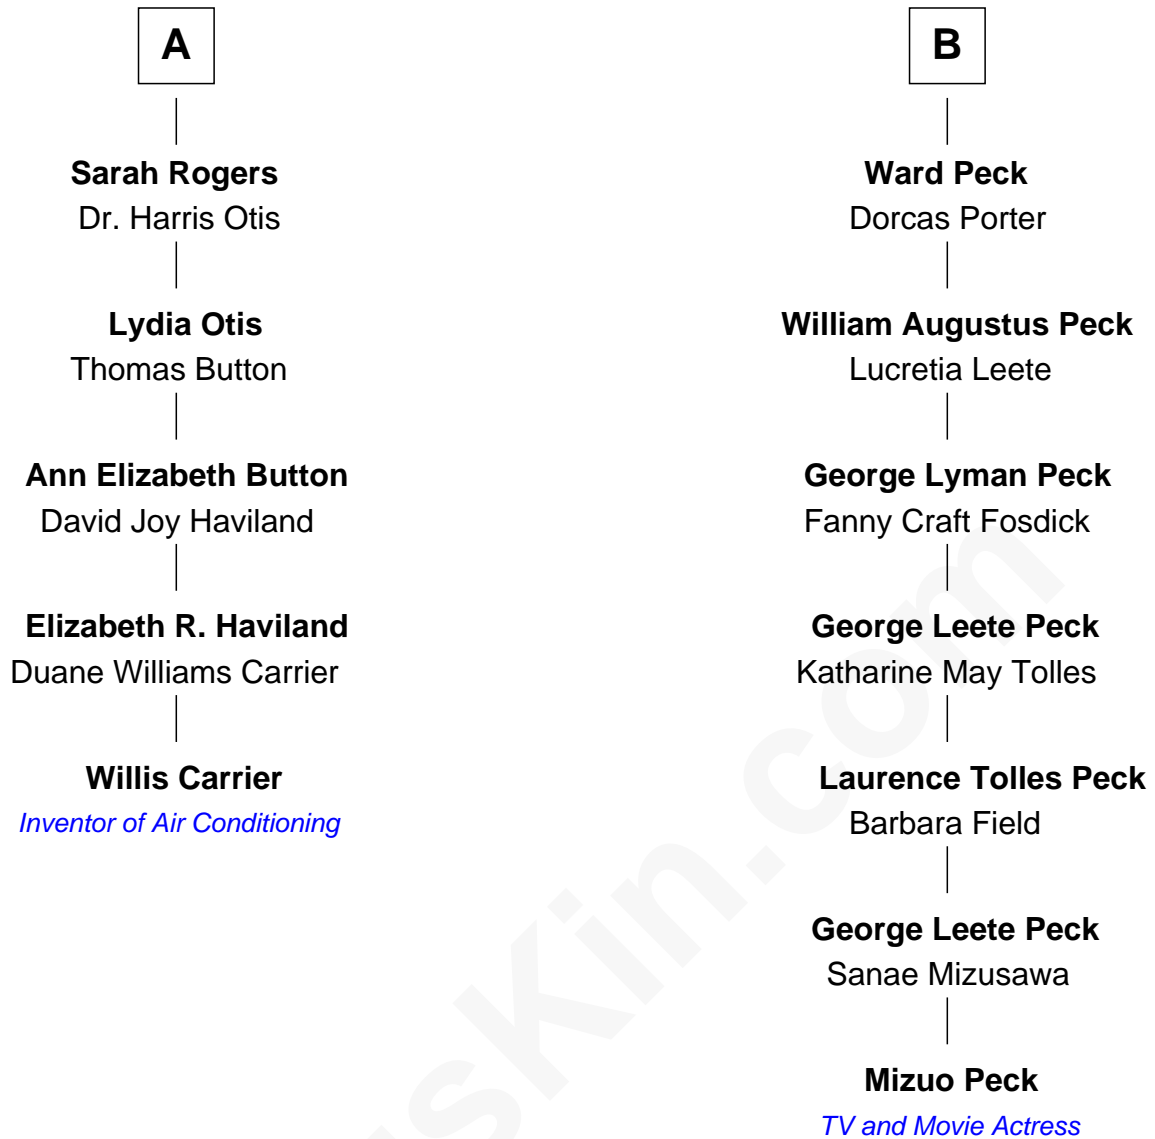 A
Sarah Rogers
Dr. Harris Otis
Lydia Otis
Thomas Button
Ann Elizabeth Button
David Joy Haviland
Elizabeth R. Haviland
Duane Williams Carrier
Willis Carrier
Inventor of Air Conditioning
B
Ward Peck
Dorcas Porter
William Augustus Peck
Lucretia Leete
George Lyman Peck
Fanny Craft Fosdick
George Leete Peck
Katharine May Tolles
Laurence Tolles Peck
Barbara Field
George Leete Peck
Sanae Mizusawa
Mizuo Peck
TV and Movie Actress
sKin.com